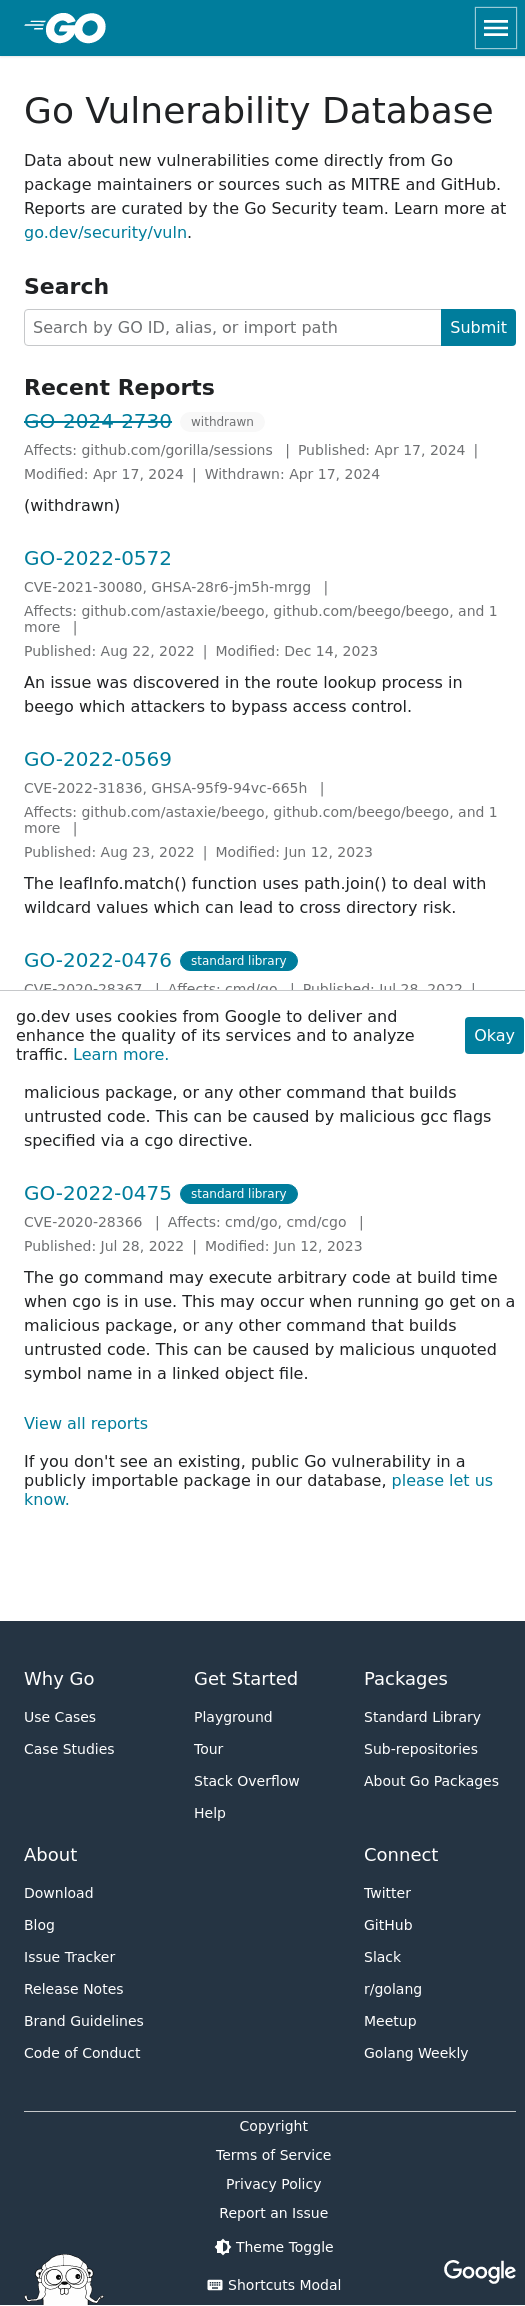 GO
Go Vulnerability Database
Data about new vulnerabilities come directly from Go
package maintainers or sources such as MITRE and GitHub.
Reports are curated by the Go Security team. Learn more at
go.dev/security/vuln.
Search
Search by GO ID, alias, or import path
Submit
Recent Reports
GO-2024-2730 withdrawn
Affects: github.com/gorilla/sessions | Published: Apr 17, 2024 |
Modified: Apr 17, 2024 | Withdrawn: Apr 17, 2024
(withdrawn)
GO-2022-0572
CVE-2021-30080, GHSA-28r6-jm5h-mrgg |
Affects: github.com/astaxie/beego, github.com/beego/beego, and 1
more |
Published: Aug 22, 2022 | Modified: Dec 14, 2023
An issue was discovered in the route lookup process in
beego which attackers to bypass access control.
GO-2022-0569
CVE-2022-31836, GHSA-95f9-94vc-665h |
Affects: github.com/astaxie/beego, github.com/beego/beego, and 1
more |
Published: Aug 23, 2022 | Modified: Jun 12, 2023
The leafInfo.match() function uses path.join() to deal with
wildcard values which can lead to cross directory risk.
GO-2022-0476 standard library
CVE-2020-28367 | Affects: cmd/go | Published: Jul 28, 2022 |
go.dev uses cookies from Google to deliver and
enhance the quality of its services and to analyze
traffic. Learn more.
Okay
malicious package, or any other command that builds
untrusted code. This can be caused by malicious gcc flags
specified via a cgo directive.
GO-2022-0475 standard library
CVE-2020-28366 | Affects: cmd/go, cmd/cgo |
Published: Jul 28, 2022 | Modified: Jun 12, 2023
The go command may execute arbitrary code at build time
when cgo is in use. This may occur when running go get on a
malicious package, or any other command that builds
untrusted code. This can be caused by malicious unquoted
symbol name in a linked object file.
View all reports
If you don't see an existing, public Go vulnerability in a
publicly importable package in our database, please let us
know.
Why Go
Use Cases
Case Studies
Get Started
Playground
Tour
Stack Overflow
Help
Packages
Standard Library
Sub-repositories
About Go Packages
About
Download
Blog
Issue Tracker
Release Notes
Brand Guidelines
Code of Conduct
Connect
Twitter
GitHub
Slack
r/golang
Meetup
Golang Weekly
Copyright
Terms of Service
Privacy Policy
Report an Issue
Theme Toggle
Shortcuts Modal
Google